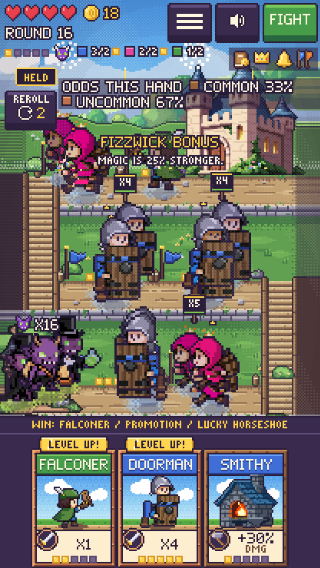 18
FIGHT
ROUND 16
3/2 2/2 1/2
HELD
REROLL
2
ODDS THIS HAND COMMON 33%
UNCOMMON 67%
FIZZWICK BONUS
MAGIC IS 25% STRONGER.
X4
X4
X5
X16
WIN: FALCONER / PROMOTION / LUCKY HORSESHOE
LEVEL UP!
LEVEL UP!
FALCONER
DOORMAN
SMITHY
X1
X4
+30%
DMG